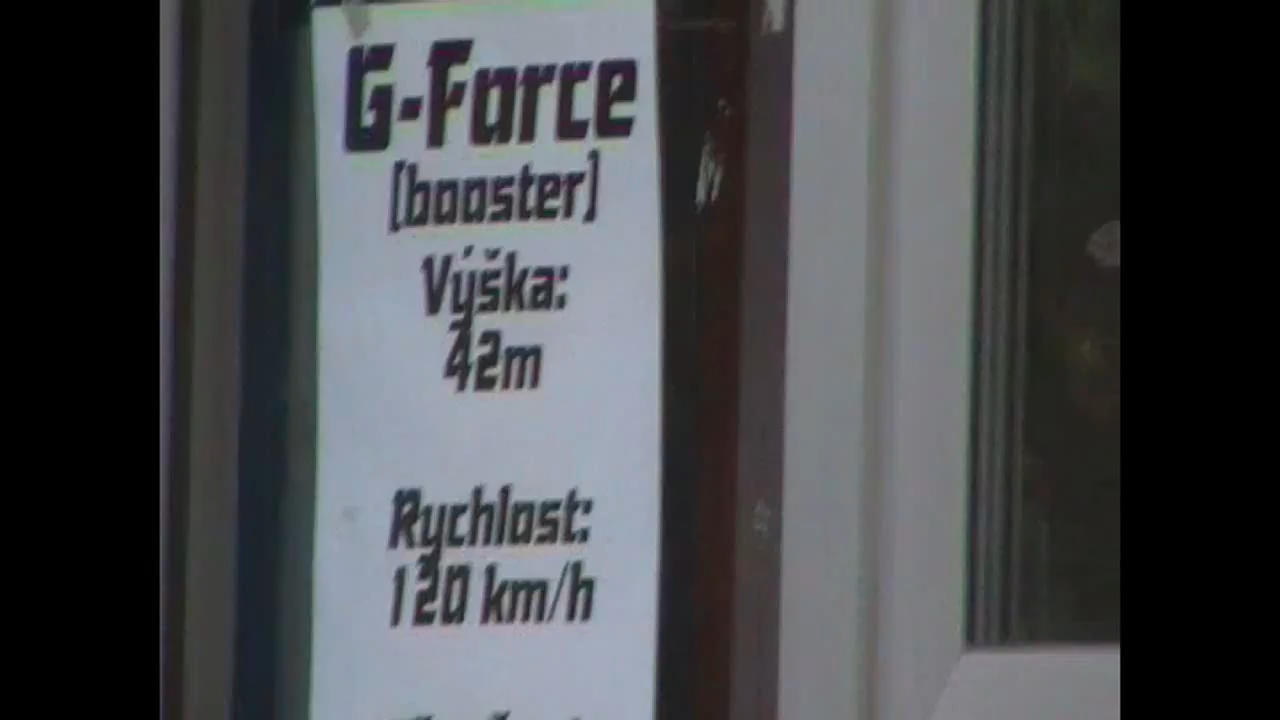 G-Force
[booster]
Výška:
42m
Rychlost:
120 km/h